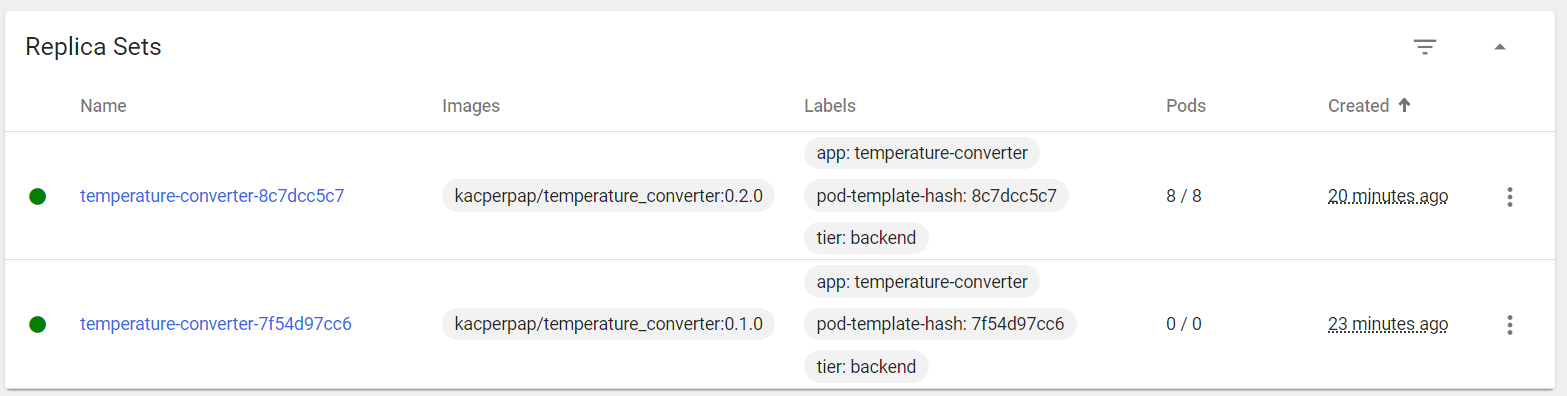 Replica Sets
Name Images Labels Pods Created
app: temperature-converter
temperature-converter-8c7dcc5c7 kacperpap/temperature_converter:0.2.0 pod-template-hash: 8c7dcc5c7 8 / 8 20 minutes ago
tier: backend
app: temperature-converter
temperature-converter-7f54d97cc6 kacperpap/temperature_converter:0.1.0 pod-template-hash: 7f54d97cc6 0 / 0 23 minutes ago
tier: backend